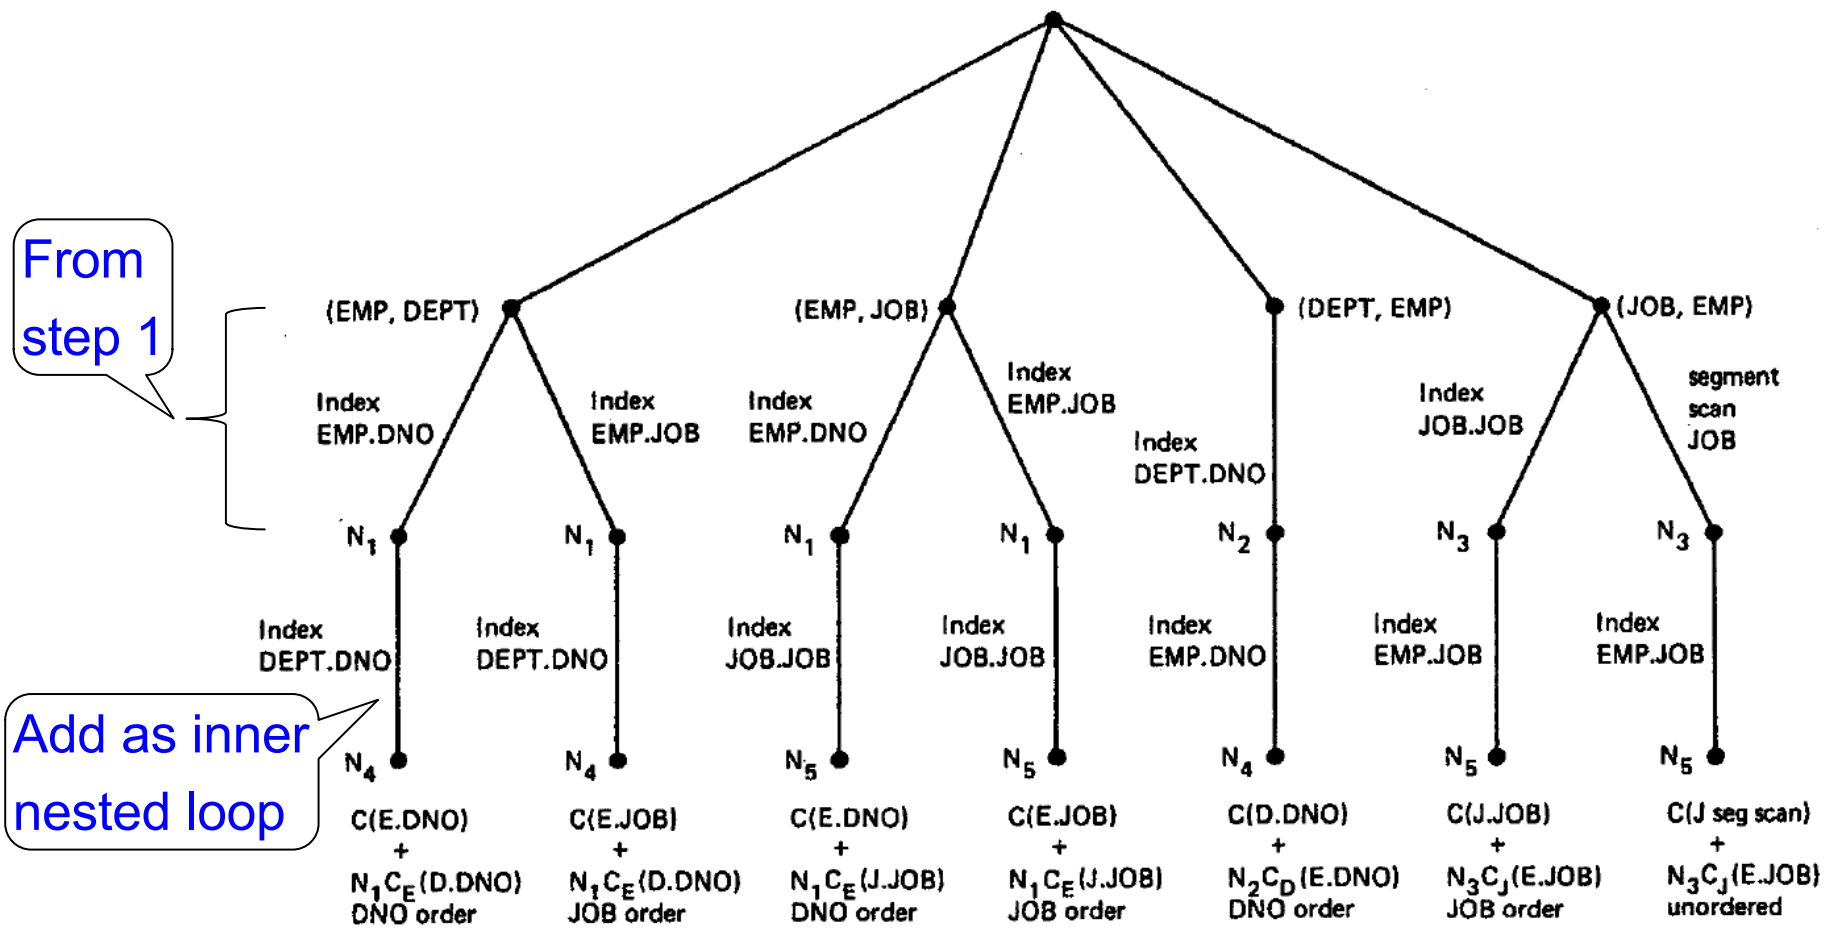 From
step 1
(EMP, DEPT)
(EMP, JOB)
(DEPT, EMP)
(JOB, EMP)
Index
EMP.DNO
Index
EMP.JOB
Index
EMP.DNO
Index
EMP.JOB
Index
DEPT.DNO
Index
JOB.JOB
segment
scan
JOB
N1
N1
N1
N1
N2
N3
N3
Index
DEPT.DNO
Index
DEPT.DNO
Index
JOB.JOB
Index
JOB.JOB
Index
EMP.DNO
Index
EMP.JOB
Index
EMP.JOB
Add as inner
nested loop
N4
N4
N5
N5
N4
N5
N5
C(E.DNO)
+
N1CE(D.DNO)
DNO order
C(E.JOB)
+
N1CE(D.DNO)
JOB order
C(E.DNO)
+
N1CE(J.JOB)
DNO order
C(E.JOB)
+
N1CE(J.JOB)
JOB order
C(D.DNO)
+
N2CD(E.DNO)
DNO order
C(J.JOB)
+
N3CJ(E.JOB)
JOB order
C(J seg scan)
+
N3CJ(E.JOB)
unordered